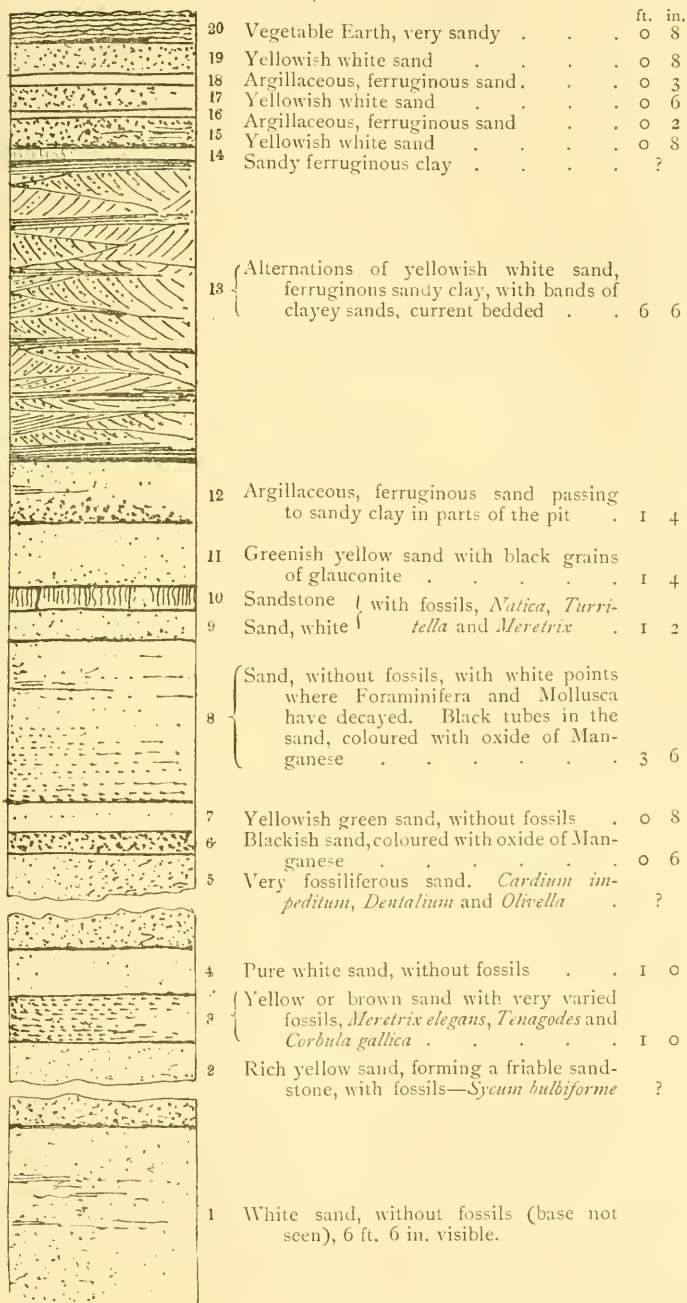 ft. in.
20 Vegetable Earth, very sandy . . . 0 8
19 Yellowish white sand . . . . 0 8
18 Argillaceous, ferruginous sand . . . 0 3
17 Yellowish white sand . . . . 0 6
16 Argillaceous, ferruginous sand . . 0 2
15 Yellowish white sand . . . . 0 8
14 Sandy ferruginous clay . . . . ?
13 { Alternations of yellowish white sand,
ferruginous sandy clay, with bands of
clayey sands, current bedded . . 6 6
12 Argillaceous, ferruginous sand passing
to sandy clay in parts of the pit . 1 4
11 Greenish yellow sand with black grains
of glauconite . . . . . 1 4
10 Sandstone { with fossils, Natica, Turri-
9 Sand, white } tella and Meretrix . 1 2
8 { Sand, without fossils, with white points
where Foraminifera and Mollusca
have decayed. Black tubes in the
sand, coloured with oxide of Man-
ganese . . . . . . 3 6
7 Yellowish green sand, without fossils . 0 8
6 Blackish sand, coloured with oxide of Man-
ganese . . . . . . 0 6
5 Very fossiliferous sand. Cardium im-
peditum, Dentalium and Olivella . ?
4 Pure white sand, without fossils . . 1 0
3 { Yellow or brown sand with very varied
fossils, Meretrix elegans, Tenagodes and
Corbula gallica . . . . . 1 0
2 Rich yellow sand, forming a friable sand-
stone, with fossils—Sycum bulbiforme ?
1 White sand, without fossils (base not
seen), 6 ft. 6 in. visible.